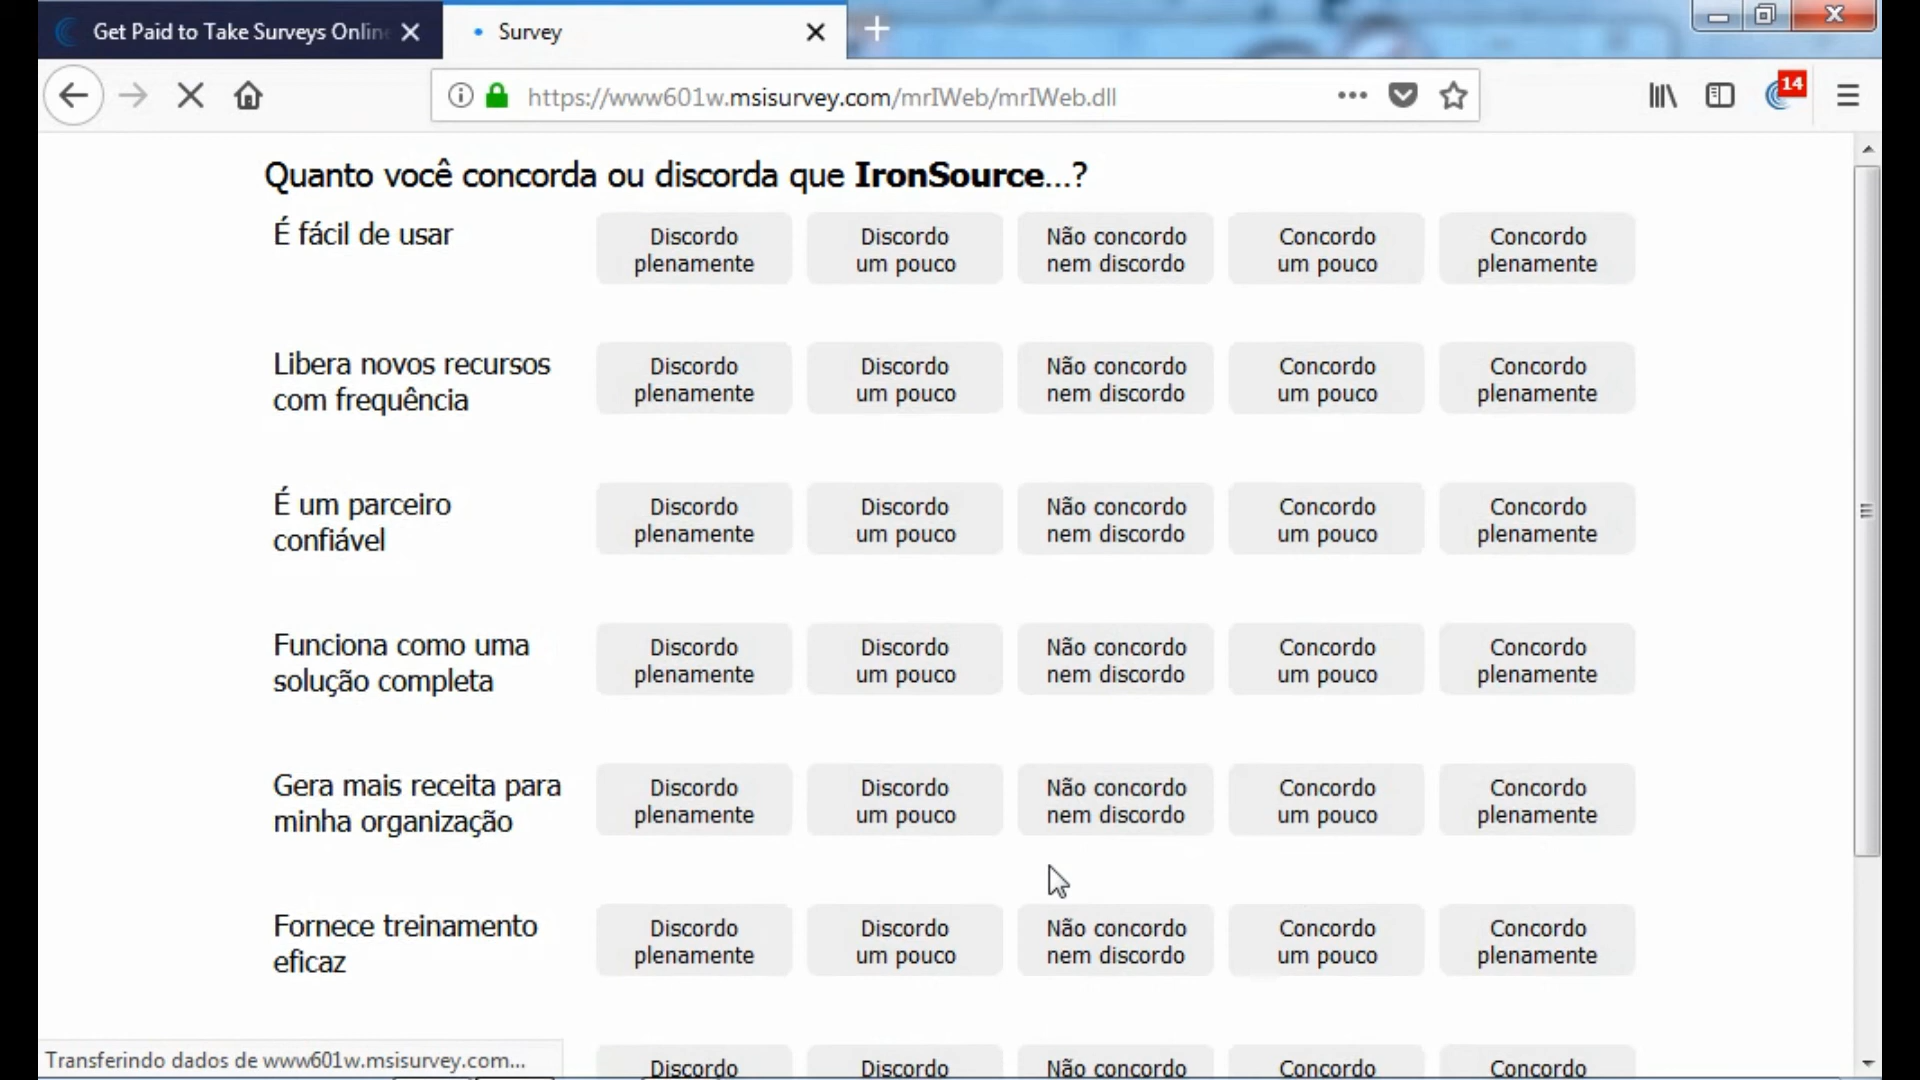 Get Paid to Take Surveys Onlin
Survey
https://www601w.msisurvey.com/mrIWeb/mrIWeb.dll
14
Quanto você concorda ou discorda que IronSource...?
É fácil de usar
Discordo plenamente
Discordo um pouco
Não concordo nem discordo
Concordo um pouco
Concordo plenamente
Libera novos recursos com frequência
Discordo plenamente
Discordo um pouco
Não concordo nem discordo
Concordo um pouco
Concordo plenamente
É um parceiro confiável
Discordo plenamente
Discordo um pouco
Não concordo nem discordo
Concordo um pouco
Concordo plenamente
Funciona como uma solução completa
Discordo plenamente
Discordo um pouco
Não concordo nem discordo
Concordo um pouco
Concordo plenamente
Gera mais receita para minha organização
Discordo plenamente
Discordo um pouco
Não concordo nem discordo
Concordo um pouco
Concordo plenamente
Fornece treinamento eficaz
Discordo plenamente
Discordo um pouco
Não concordo nem discordo
Concordo um pouco
Concordo plenamente
Discordo
Discordo
Não concordo
Concordo
Concordo
Transferindo dados de www601w.msisurvey.com...